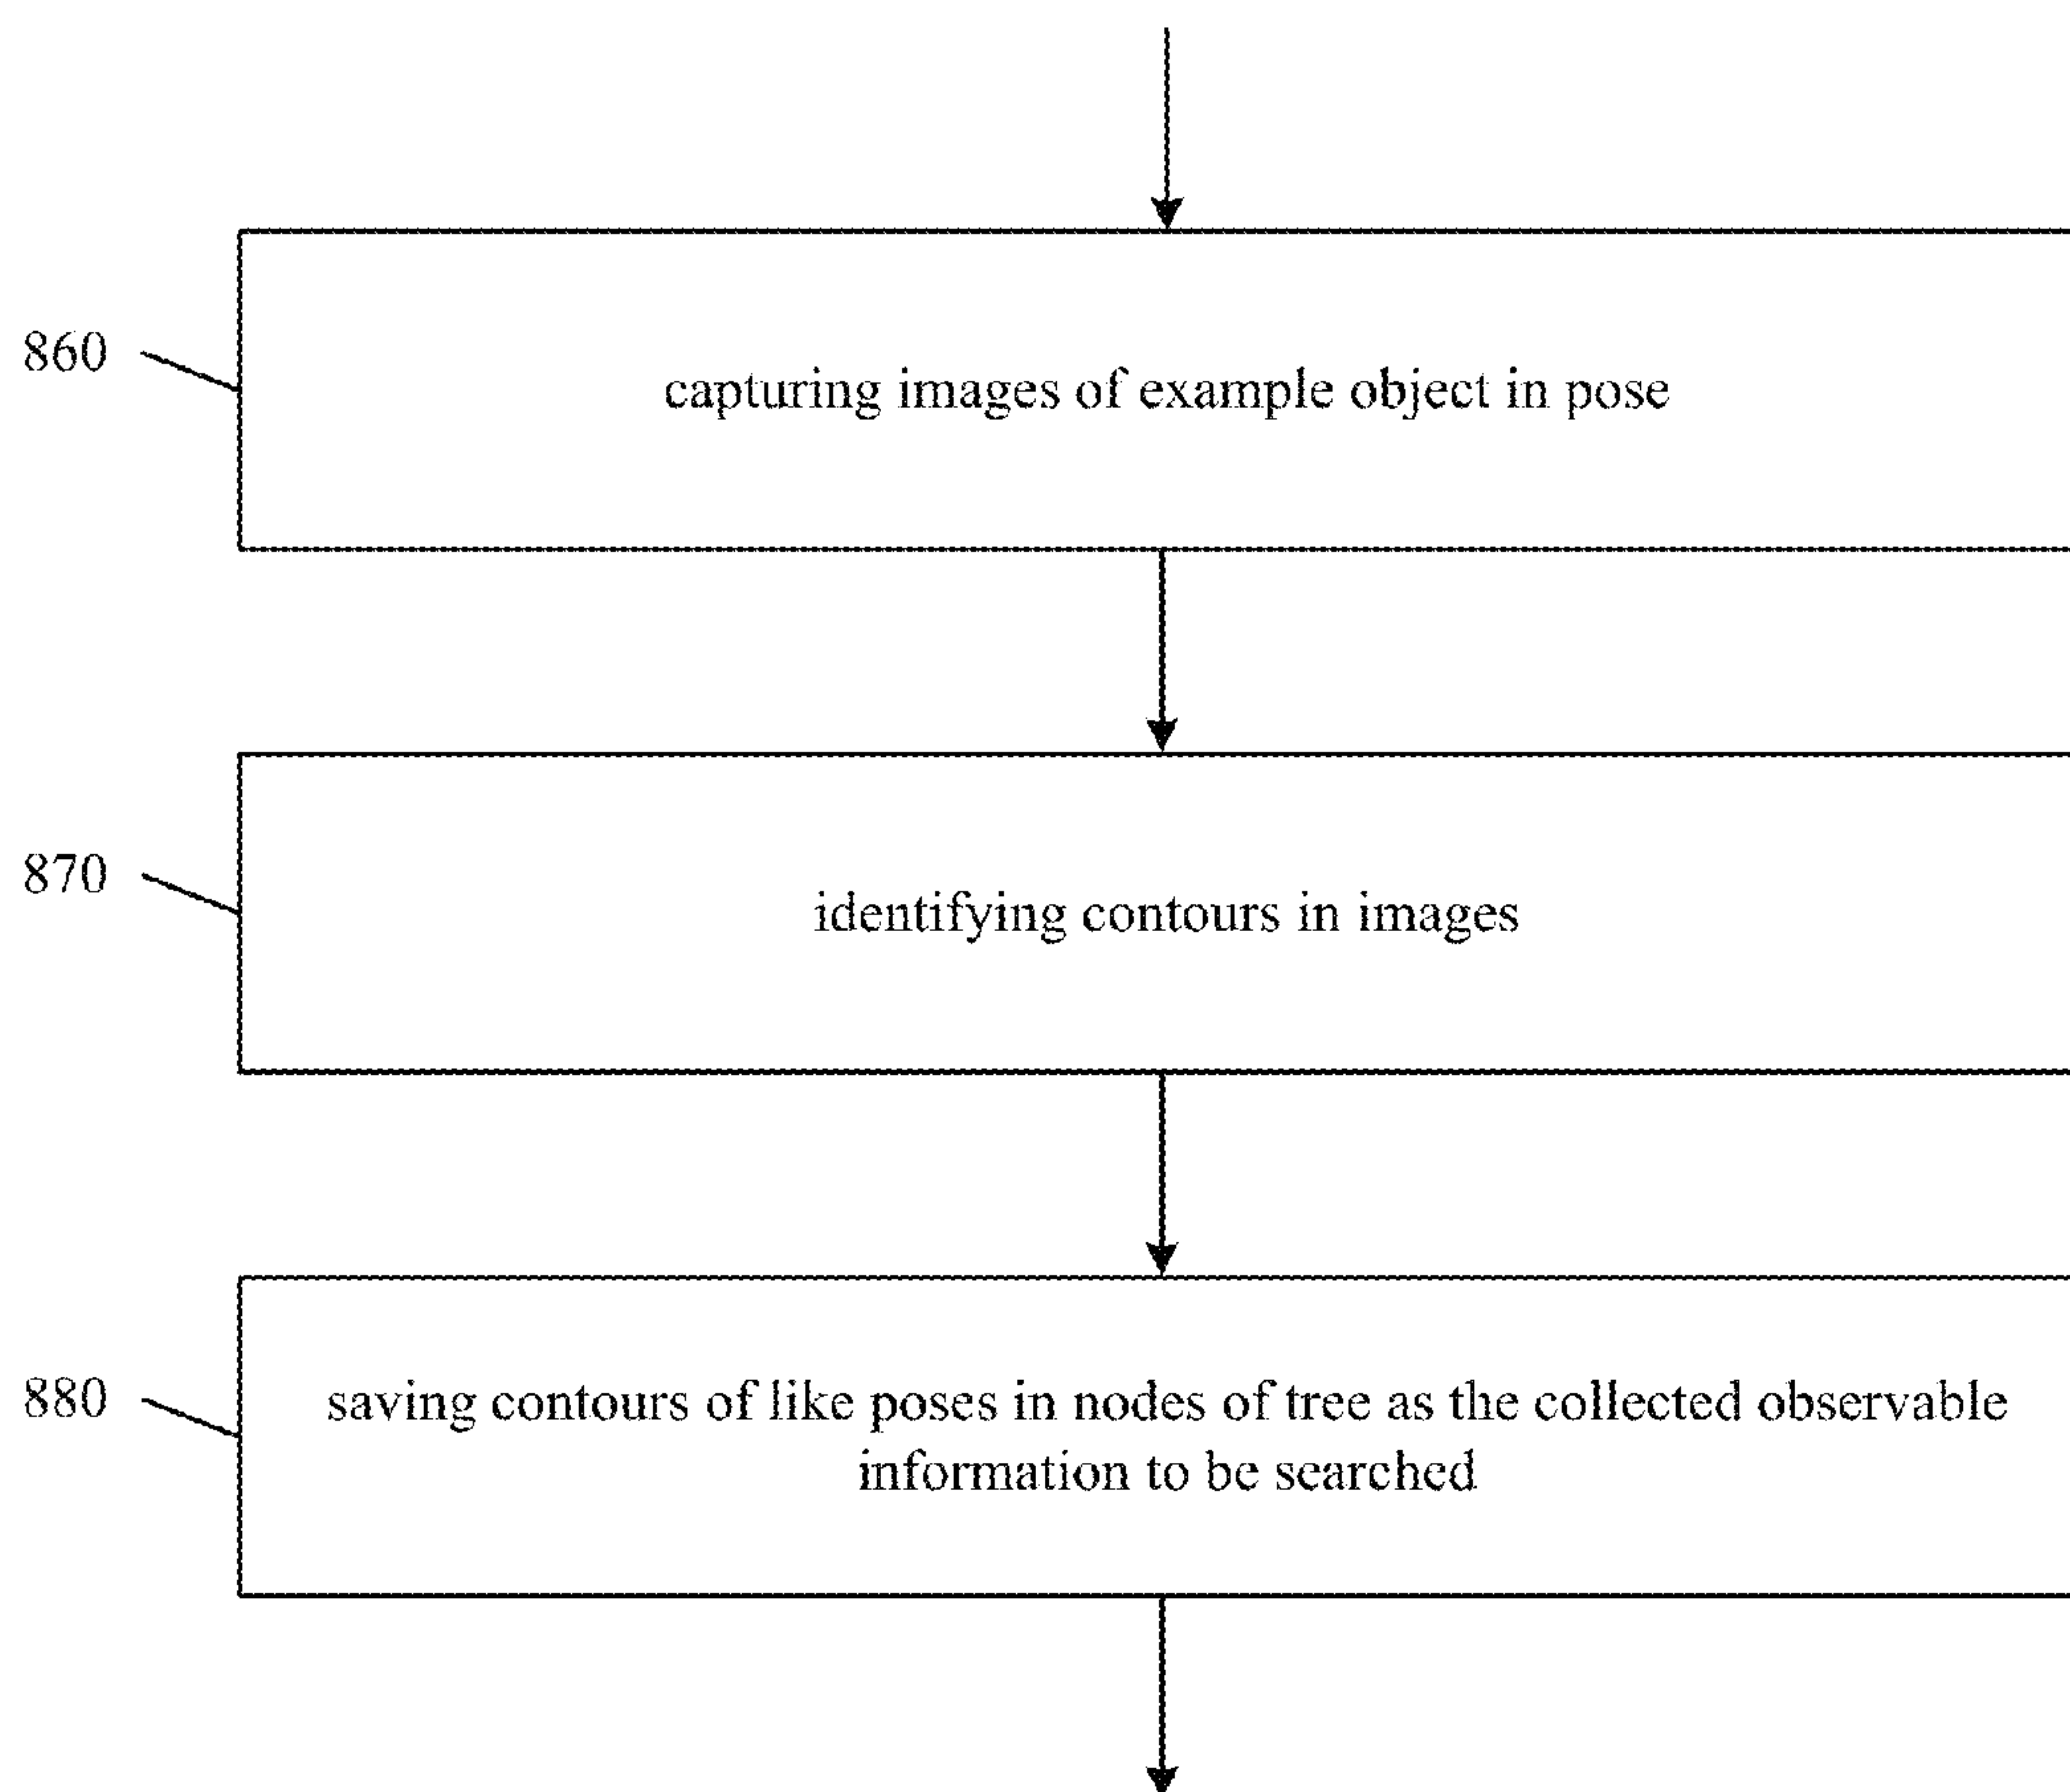 860
capturing images of example object in pose
870
identifying contours in images
880
saving contours of like poses in nodes of tree as the collected observable
information to be searched